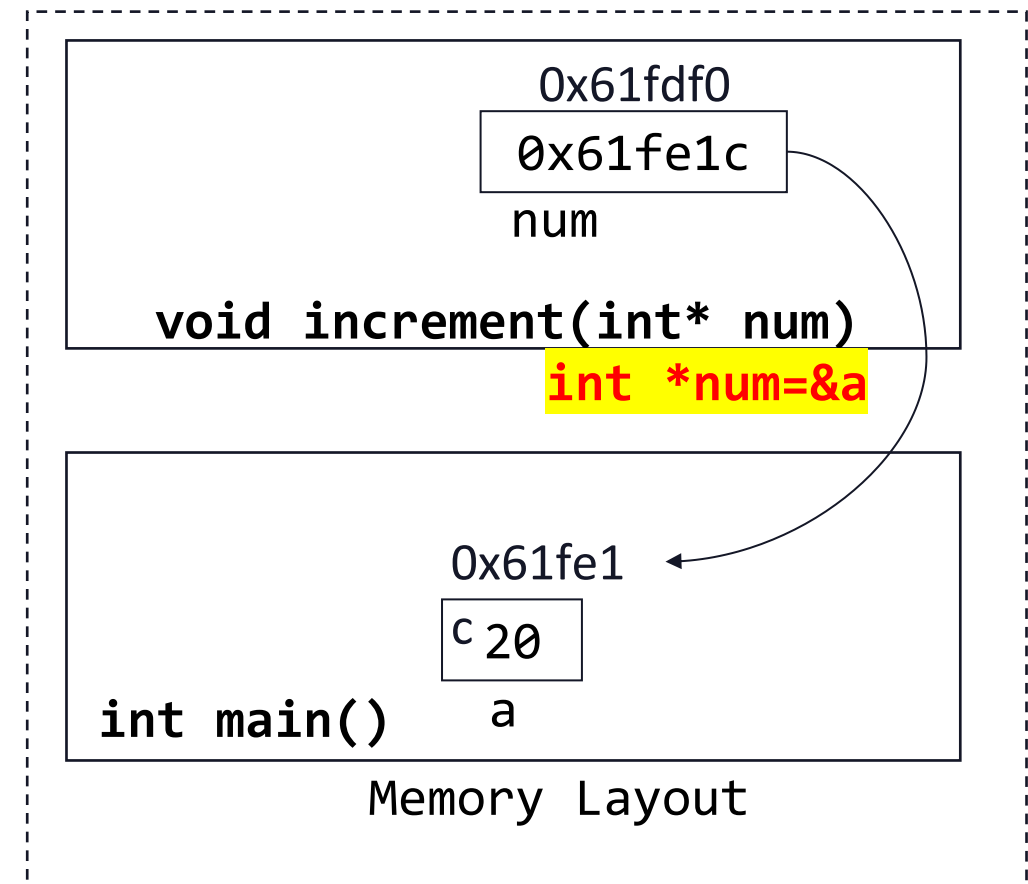 0x61fdf0
0x61fe1c
num
void increment(int* num)
int *num=&a
0x61fe1
c 20
int main() a
Memory Layout